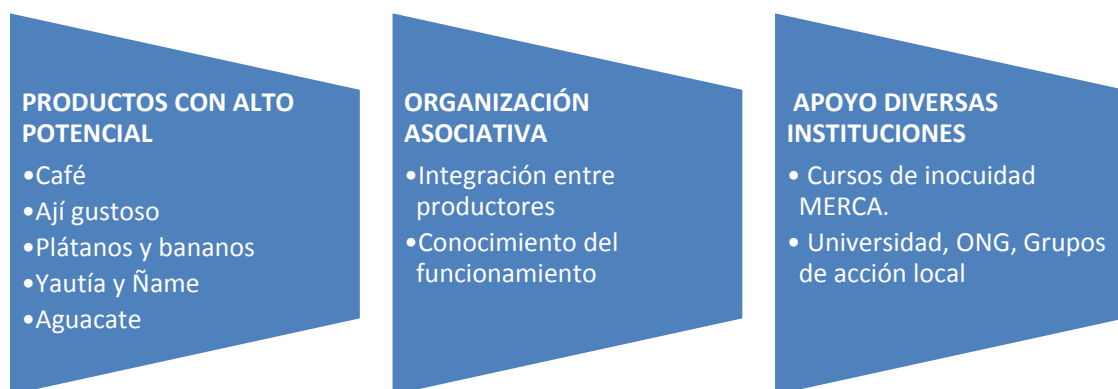 PRODUCTOS CON ALTO
POTENCIAL
•Café
•Ají gustoso
•Plátanos y bananos
•Yautía y Ñame
•Aguacate
ORGANIZACIÓN
ASOCIATIVA
•Integración entre
productores
•Conocimiento del
funcionamiento
APOYO DIVERSAS
INSTITUCIONES
• Cursos de inocuidad
MERCA.
• Universidad, ONG, Grupos
de acción local